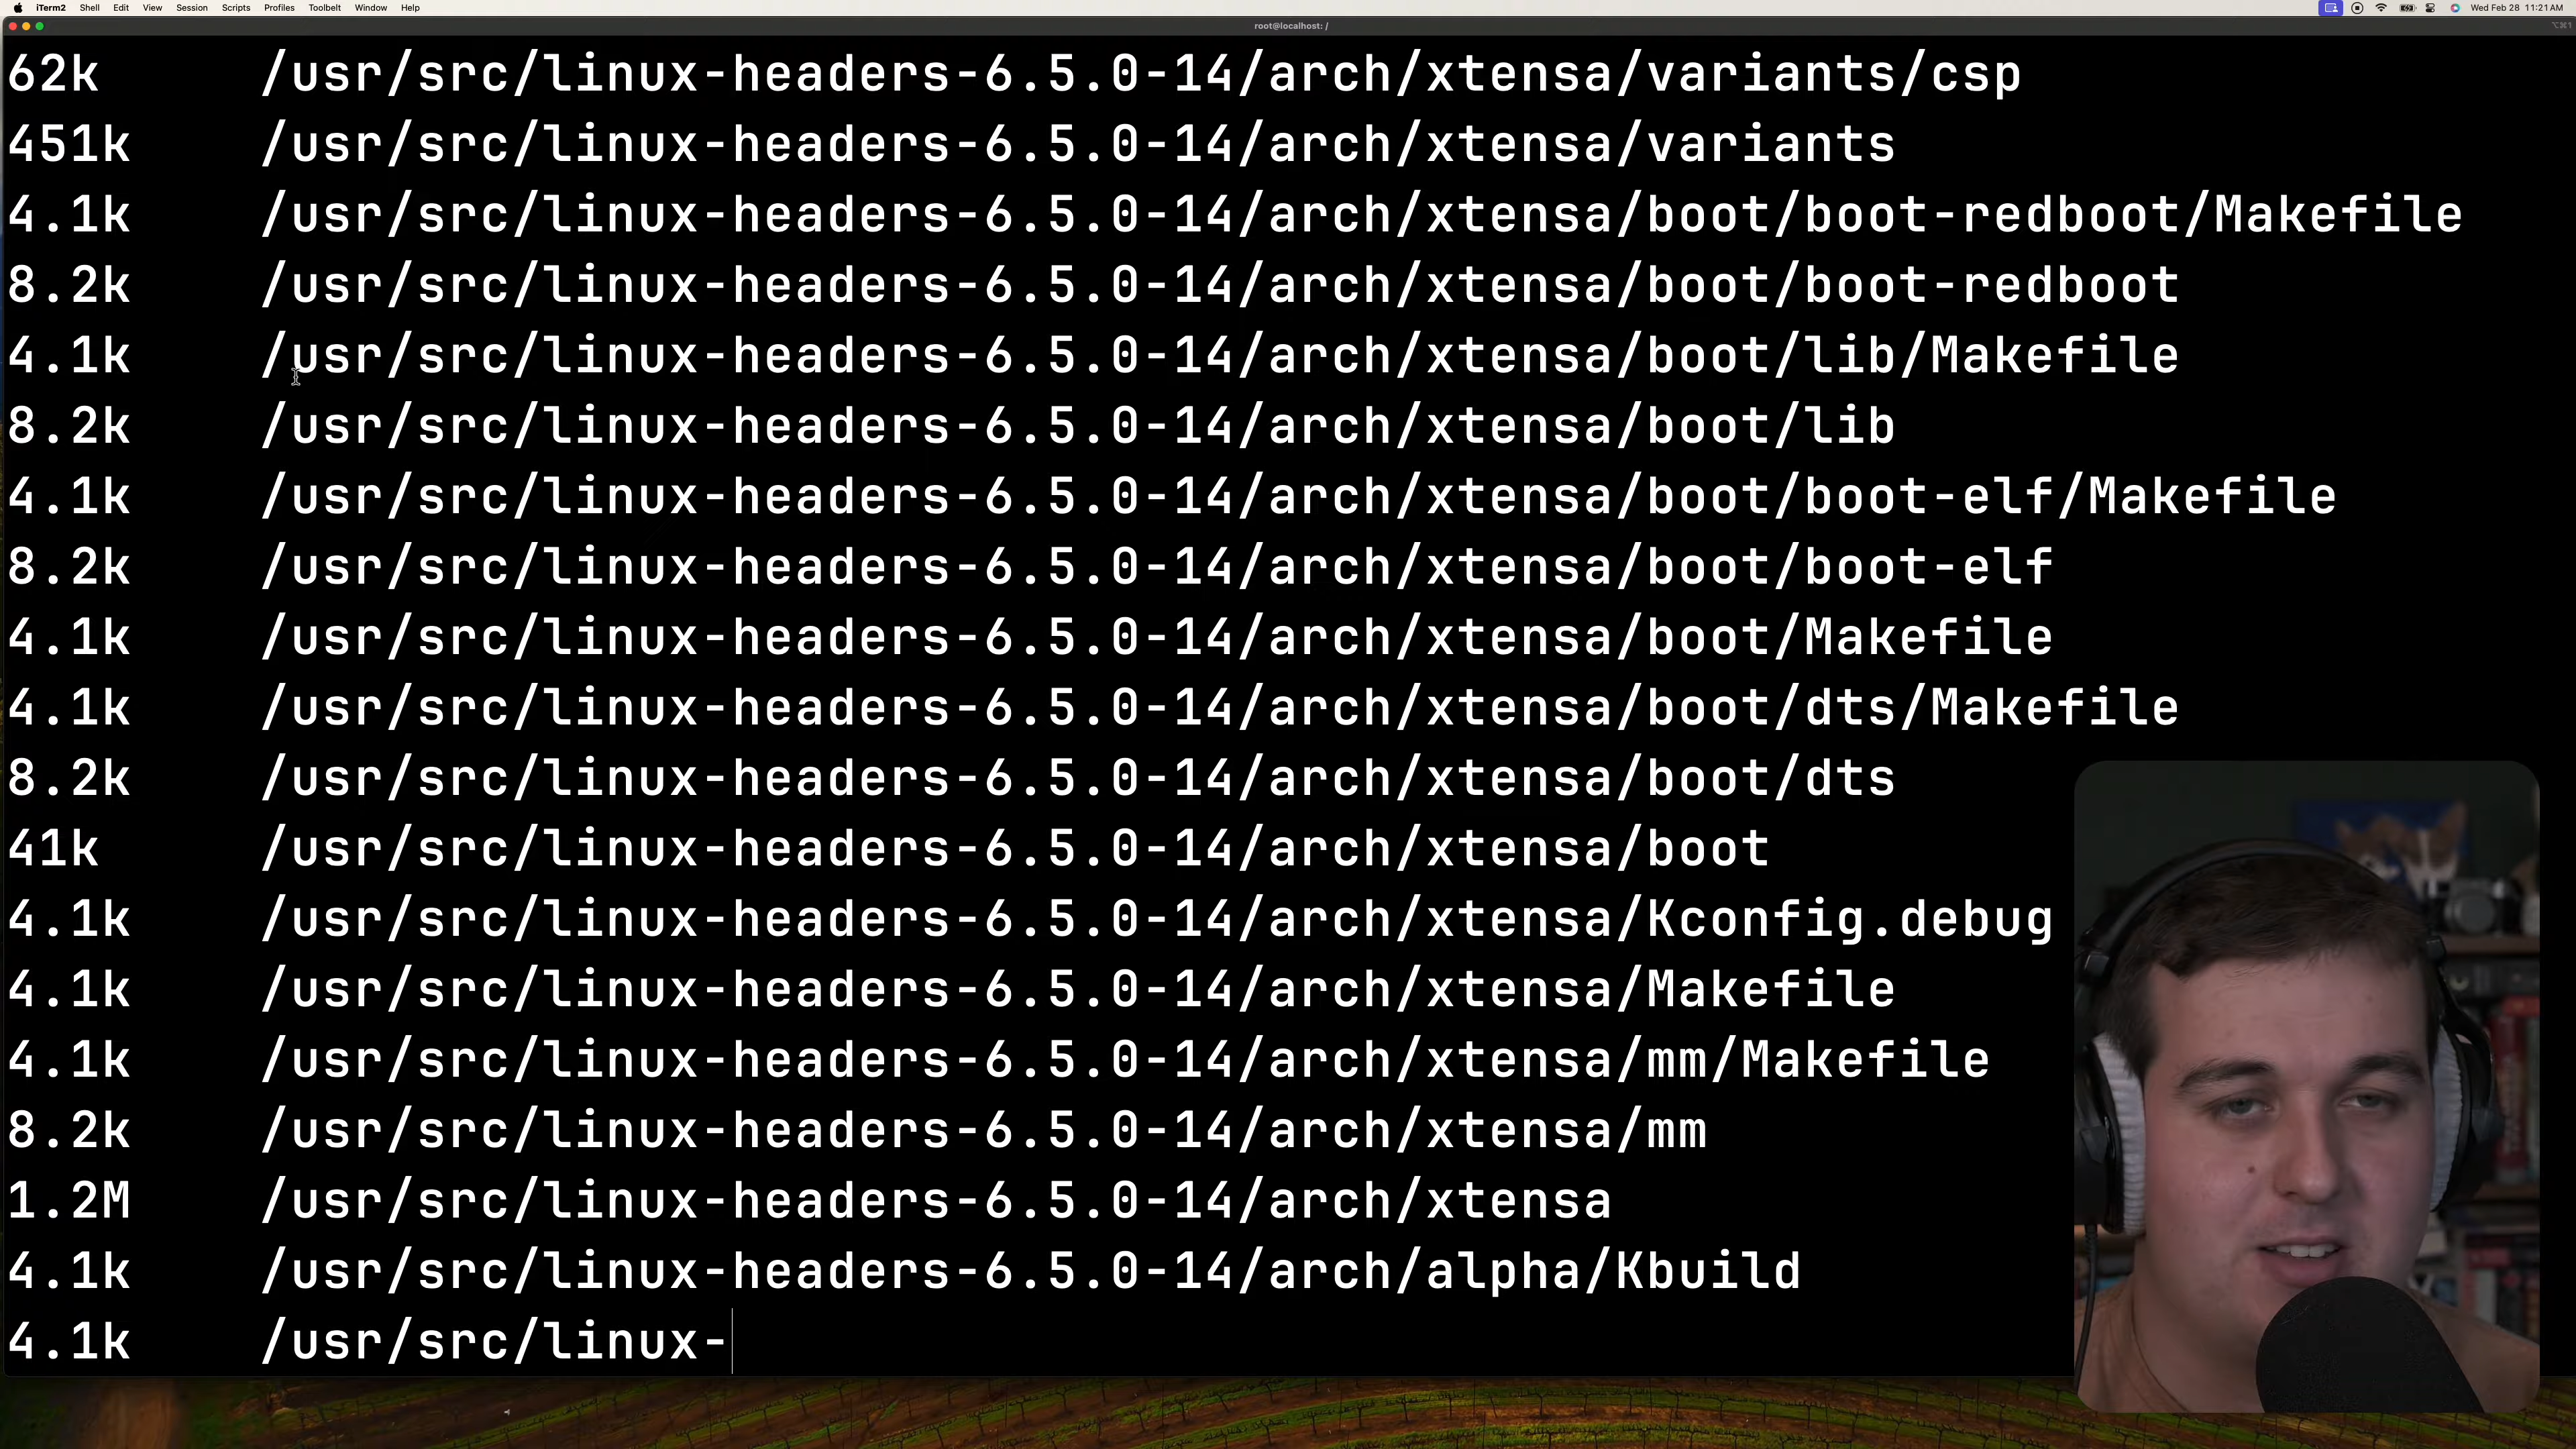 iTerm2 Shell Edit View Session Scripts Profiles Toolbelt Window Help Wed Feb 28 11:21 AM
root@localhost: /
62k /usr/src/linux-headers-6.5.0-14/arch/xtensa/variants/csp
451k /usr/src/linux-headers-6.5.0-14/arch/xtensa/variants
4.1k /usr/src/linux-headers-6.5.0-14/arch/xtensa/boot/boot-redboot/Makefile
8.2k /usr/src/linux-headers-6.5.0-14/arch/xtensa/boot/boot-redboot
4.1k /usr/src/linux-headers-6.5.0-14/arch/xtensa/boot/lib/Makefile
8.2k /usr/src/linux-headers-6.5.0-14/arch/xtensa/boot/lib
4.1k /usr/src/linux-headers-6.5.0-14/arch/xtensa/boot/boot-elf/Makefile
8.2k /usr/src/linux-headers-6.5.0-14/arch/xtensa/boot/boot-elf
4.1k /usr/src/linux-headers-6.5.0-14/arch/xtensa/boot/Makefile
4.1k /usr/src/linux-headers-6.5.0-14/arch/xtensa/boot/dts/Makefile
8.2k /usr/src/linux-headers-6.5.0-14/arch/xtensa/boot/dts
41k /usr/src/linux-headers-6.5.0-14/arch/xtensa/boot
4.1k /usr/src/linux-headers-6.5.0-14/arch/xtensa/Kconfig.debug
4.1k /usr/src/linux-headers-6.5.0-14/arch/xtensa/Makefile
4.1k /usr/src/linux-headers-6.5.0-14/arch/xtensa/mm/Makefile
8.2k /usr/src/linux-headers-6.5.0-14/arch/xtensa/mm
1.2M /usr/src/linux-headers-6.5.0-14/arch/xtensa
4.1k /usr/src/linux-headers-6.5.0-14/arch/alpha/Kbuild
4.1k /usr/src/linux-